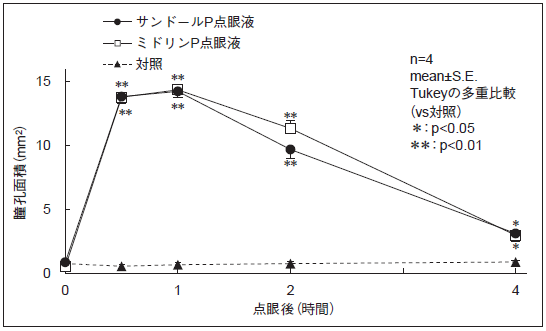 サンドールP点眼液
ミドリンP点眼液
対照
n=4
mean±S.E.
Tukeyの多重比較
(vs対照)
＊：p<0.05
＊＊：p<0.01
瞳孔面積(mm²)
15
10
5
0
** **
** **
** **
* *
0 1 2 4
点眼後(時間)